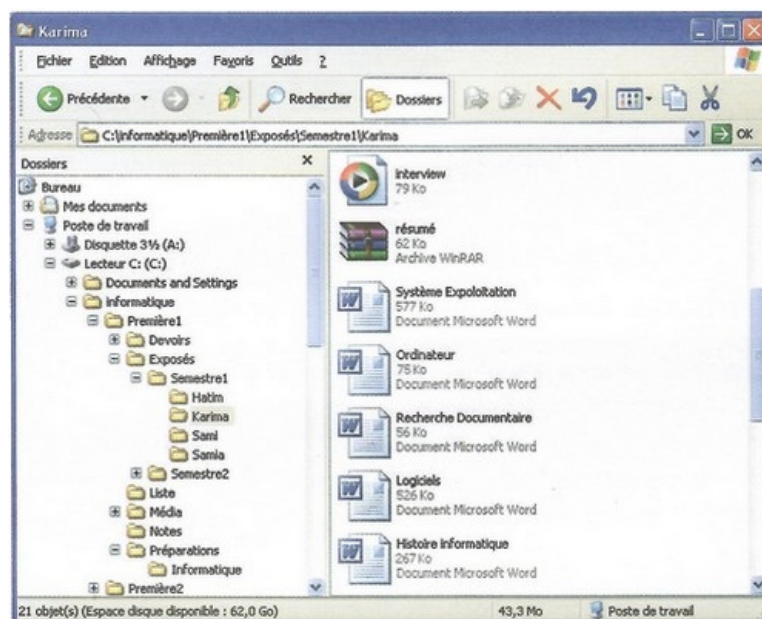 Karima
Fichier Edition Affichage Favoris Outils ?
Précédente Rechercher Dossiers
Adresse C:\informatique\Première1\Exposés\Semestre1\Karima OK
Dossiers
Bureau
Mes documents
Poste de travail
Disquette 3½ (A:)
Lecteur C: (C:)
Documents and Settings
informatique
Première1
Devoirs
Exposés
Semestre1
Hatim
Karima
Sami
Samia
Semestre2
Liste
Média
Notes
Préparations
Informatique
Première2
interview
79 Ko
résumé
62 Ko
Archive WinRAR
Système Expoloitation
577 Ko
Document Microsoft Word
Ordinateur
75 Ko
Document Microsoft Word
Recherche Documentaire
56 Ko
Document Microsoft Word
Logiciels
526 Ko
Document Microsoft Word
Histoire informatique
267 Ko
Document Microsoft Word
21 objet(s) (Espace disque disponible : 62,0 Go) 43,3 Mo Poste de travail